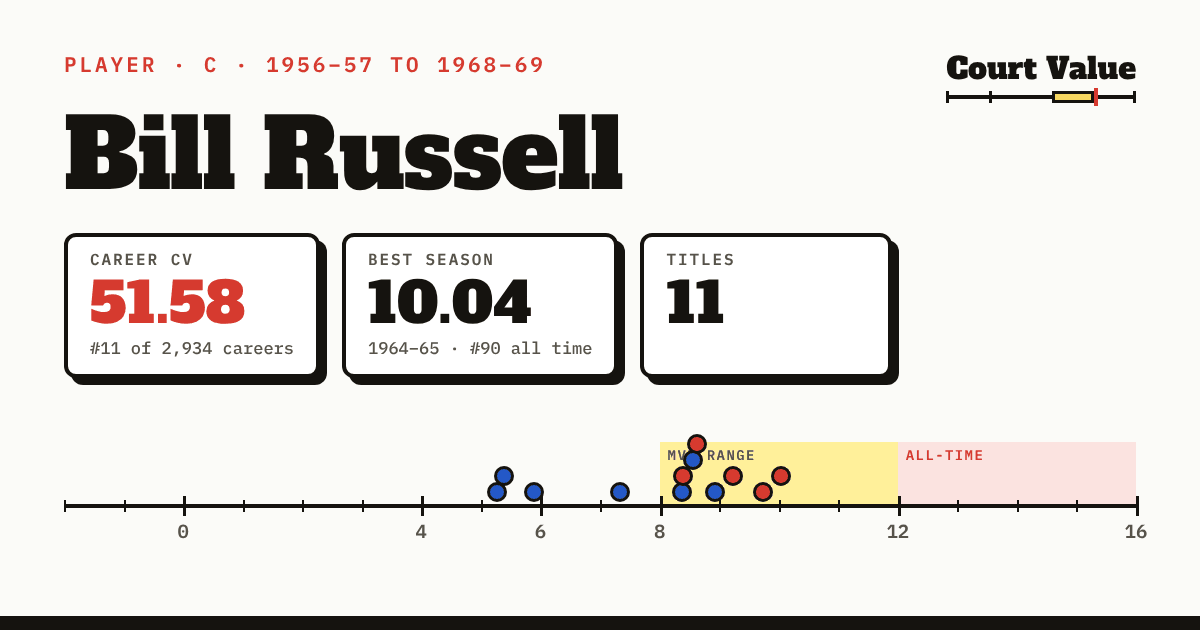 PLAYER · C · 1956–57 TO 1968–69
Court Value
Bill Russell
CAREER CV
51.58
#11 of 2,934 careers
BEST SEASON
10.04
1964–65 · #90 all time
TITLES
11
RANGE
ALL-TIME
0 4 6 8 12 16